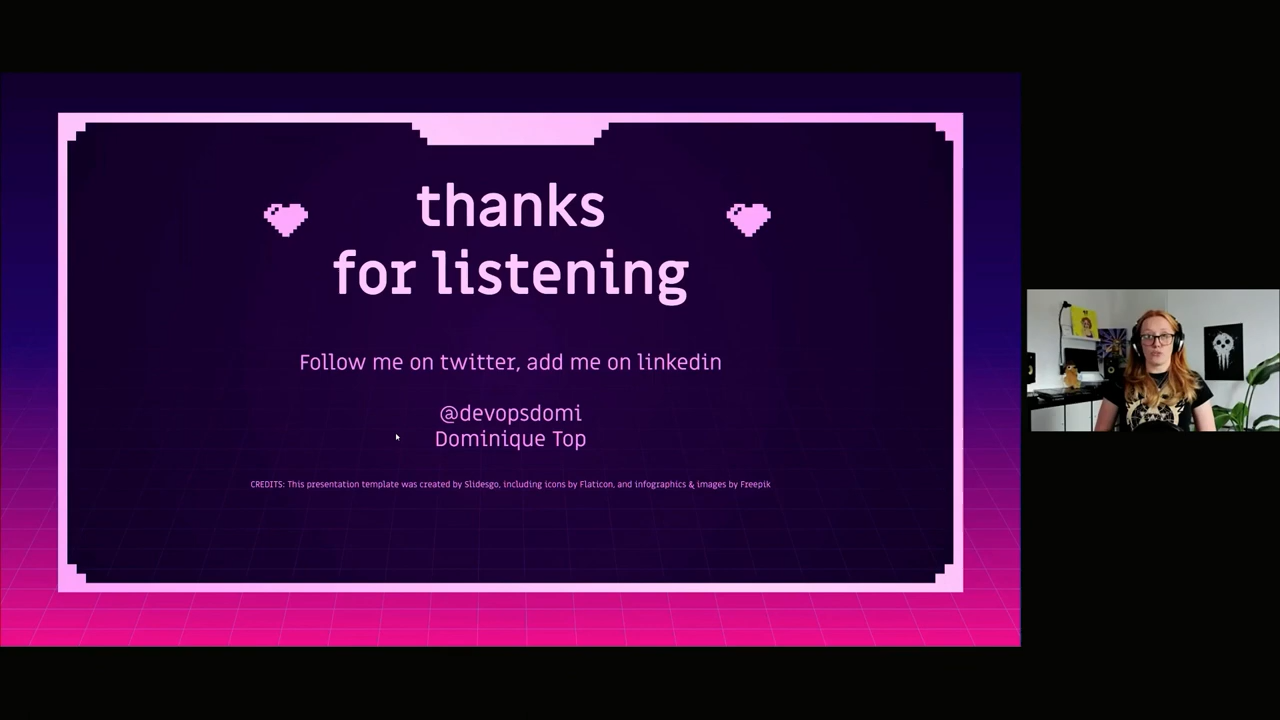 thanks
for listening
Follow me on twitter, add me on linkedin
@devopsdomi
Dominique Top
CREDITS: This presentation template was created by Slidesgo, including icons by Flaticon, and infographics & images by Freepik